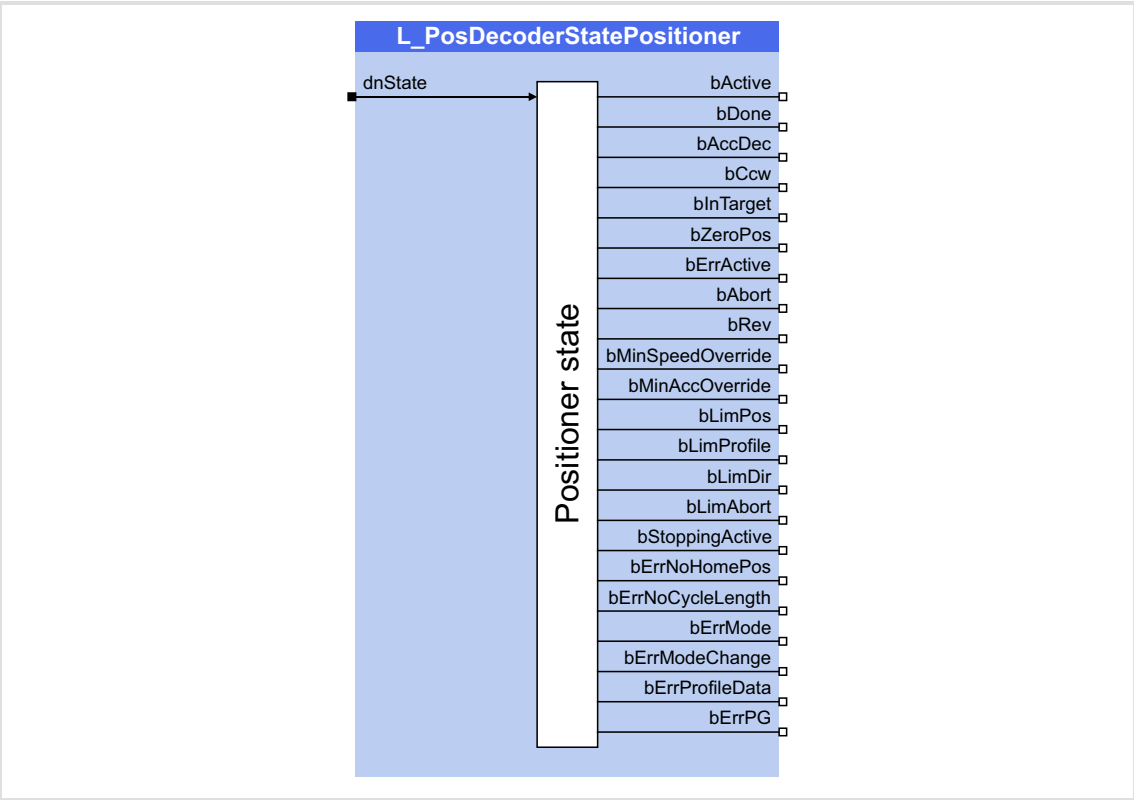 L_PosDecoderStatePositioner
dnState
Positioner state
bActive
bDone
bAccDec
bCcw
bInTarget
bZeroPos
bErrActive
bAbort
bRev
bMinSpeedOverride
bMinAccOverride
bLimPos
bLimProfile
bLimDir
bLimAbort
bStoppingActive
bErrNoHomePos
bErrNoCycleLength
bErrMode
bErrModeChange
bErrProfileData
bErrPG